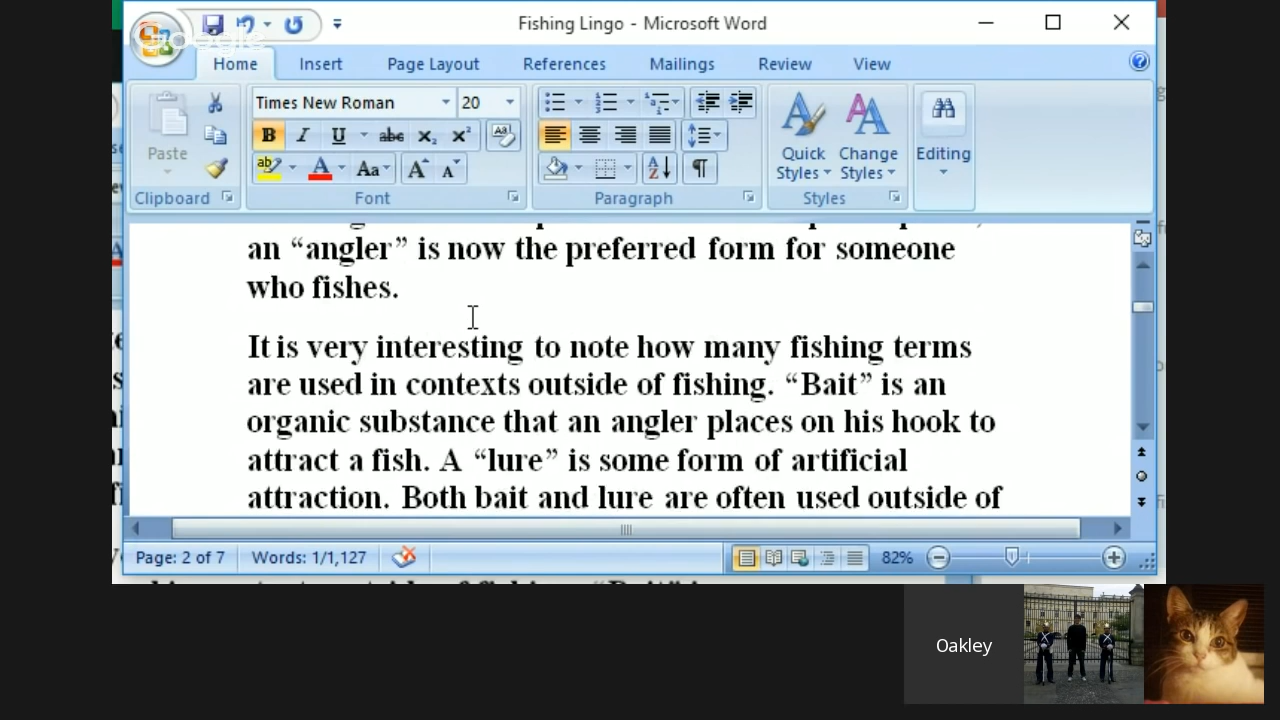 Google
Fishing Lingo - Microsoft Word
Home Insert Page Layout References Mailings Review View
Times New Roman 20
Paste
Quick Styles
Change Styles
Editing
Clipboard Font Paragraph Styles
an “angler” is now the preferred form for someone
who fishes.
It is very interesting to note how many fishing terms
are used in contexts outside of fishing. “Bait” is an
organic substance that an angler places on his hook to
attract a fish. A “lure” is some form of artificial
attraction. Both bait and lure are often used outside of
Page: 2 of 7 Words: 1/1,127 82%
Oakley